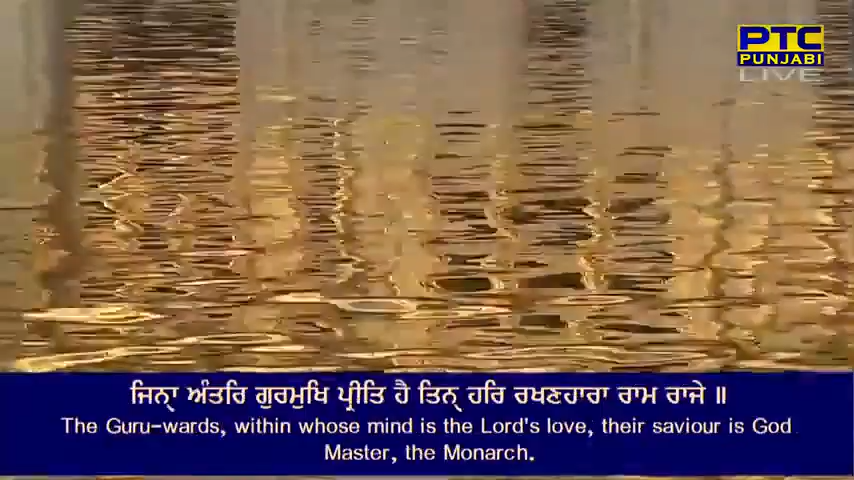 PTC
PUNJABI
LIVE
ਜਿਨ੍ਹਾ ਅੰਤਰਿ ਗੁਰਮੁਖਿ ਪ੍ਰੀਤਿ ਹੈ ਤਿਨ੍ਹ ਹਰਿ ਰਖਣਹਾਰਾ ਰਾਮ ਰਾਜੇ ॥
The Guru-wards, within whose mind is the Lord's love, their saviour is God
Master, the Monarch.